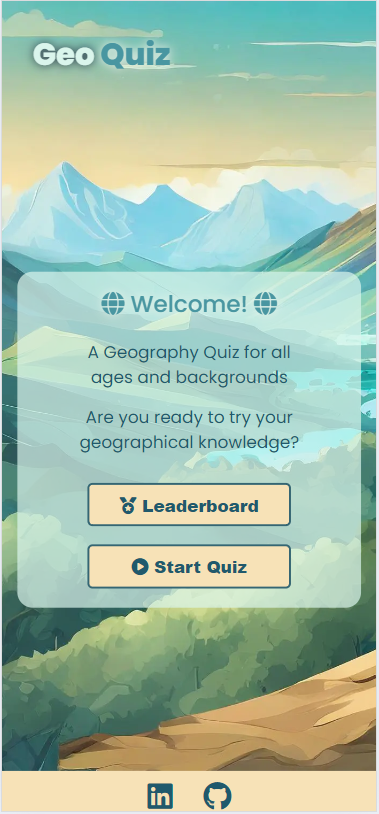 Geo Quiz
Welcome!
A Geography Quiz for all
ages and backgrounds
Are you ready to try your
geographical knowledge?
Leaderboard
Start Quiz
in